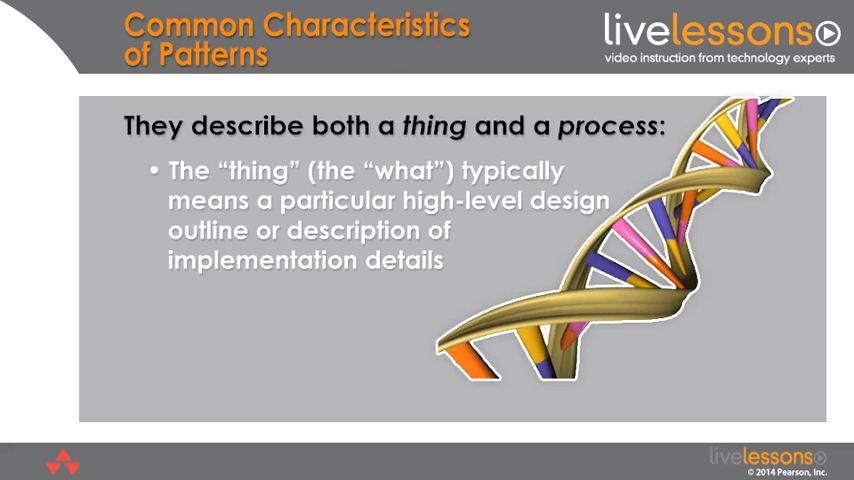 Common Characteristics
of Patterns
livelessons
video instruction from technology experts
They describe both a thing and a process:
• The “thing” (the “what”) typically
means a particular high-level design
outline or description of
implementation details
livelessons
© 2014 Pearson, Inc.